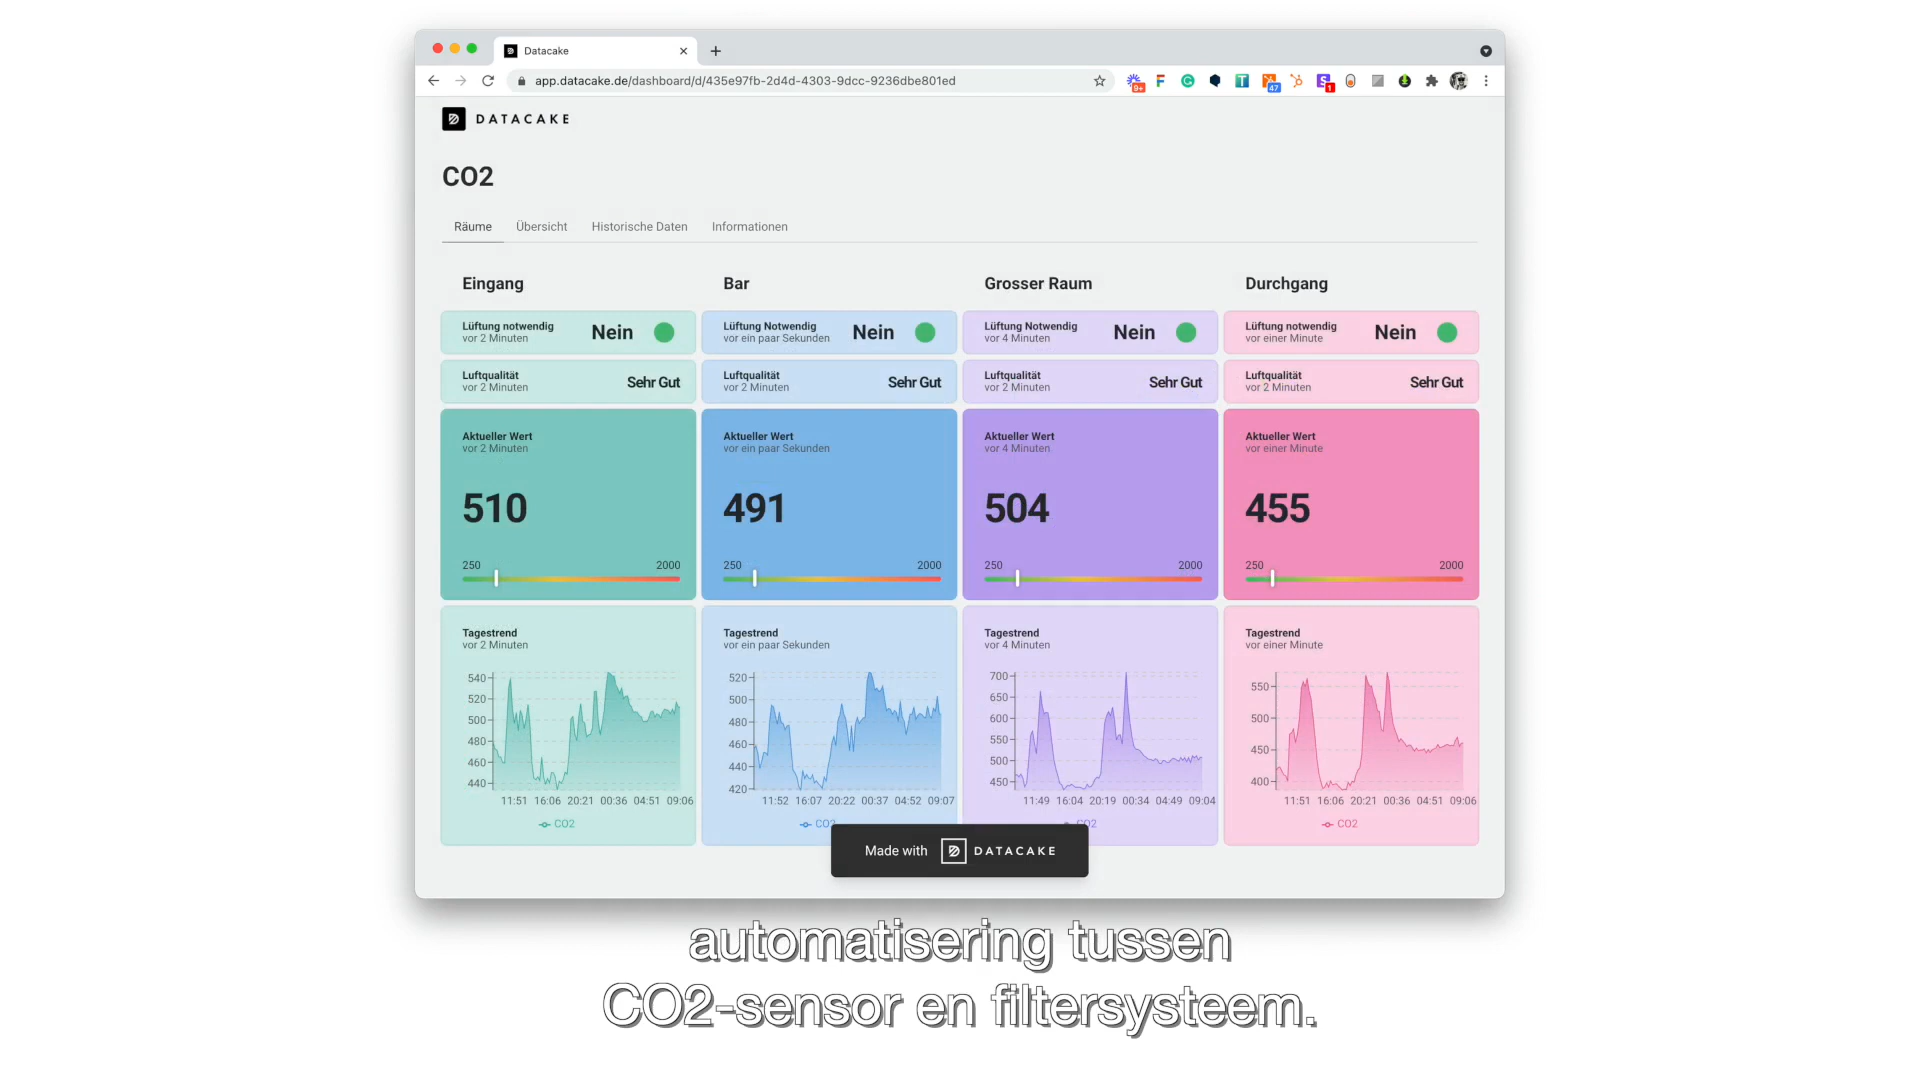 Datacake
app.datacake.de/dashboard/d/435e97fb-2d4d-4303-9dcc-9236dbe801ed
9+
F
T
47
S
1
DATACAKE
CO2
Räume Übersicht Historische Daten Informationen
Eingang
Lüftung notwendig
vor 2 Minuten
Nein
Luftqualität
vor 2 Minuten
Sehr Gut
Aktueller Wert
vor 2 Minuten
510
250 2000
Tagestrend
vor 2 Minuten
540
520
500
480
460
440
11:51 16:06 20:21 00:36 04:51 09:06
CO2
Bar
Lüftung Notwendig
vor ein paar Sekunden
Nein
Luftqualität
vor 2 Minuten
Sehr Gut
Aktueller Wert
vor ein paar Sekunden
491
250 2000
Tagestrend
vor ein paar Sekunden
520
500
480
460
440
420
11:52 16:07 20:22 00:37 04:52 09:07
CO2
Grosser Raum
Lüftung Notwendig
vor 4 Minuten
Nein
Luftqualität
vor 2 Minuten
Sehr Gut
Aktueller Wert
vor 4 Minuten
504
250 2000
Tagestrend
vor 4 Minuten
700
650
600
550
500
450
11:49 16:04 20:19 00:34 04:49 09:04
CO2
Durchgang
Lüftung notwendig
vor einer Minute
Nein
Luftqualität
vor 2 Minuten
Sehr Gut
Aktueller Wert
vor einer Minute
455
250 2000
Tagestrend
vor einer Minute
550
500
450
400
11:51 16:06 20:21 00:36 04:51 09:06
CO2
Made with DATACAKE
automatisering tussen
CO2-sensor en filtersysteem.